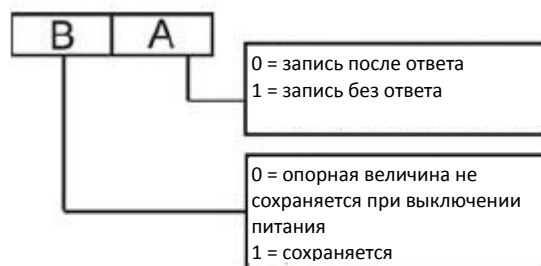 B A
0 = запись после ответа
1 = запись без ответа
0 = опорная величина не
сохраняется при выключении
питания
1 = сохраняется